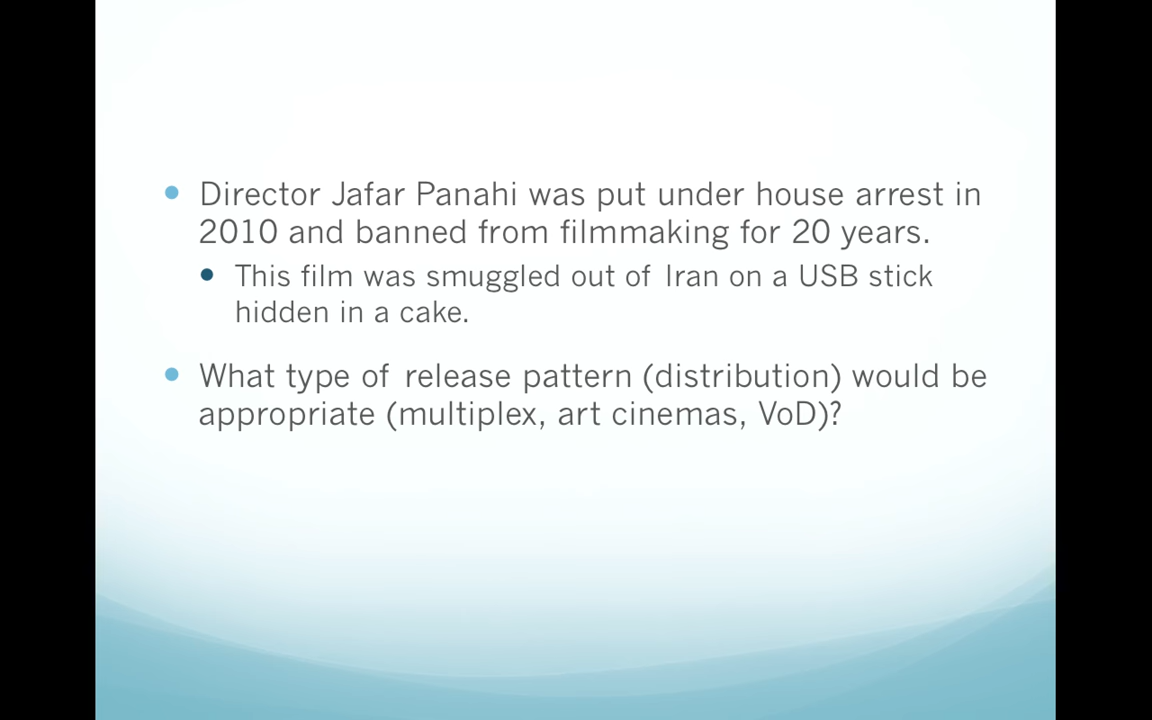 Director Jafar Panahi was put under house arrest in
2010 and banned from filmmaking for 20 years.
This film was smuggled out of Iran on a USB stick
hidden in a cake.
What type of release pattern (distribution) would be
appropriate (multiplex, art cinemas, VoD)?